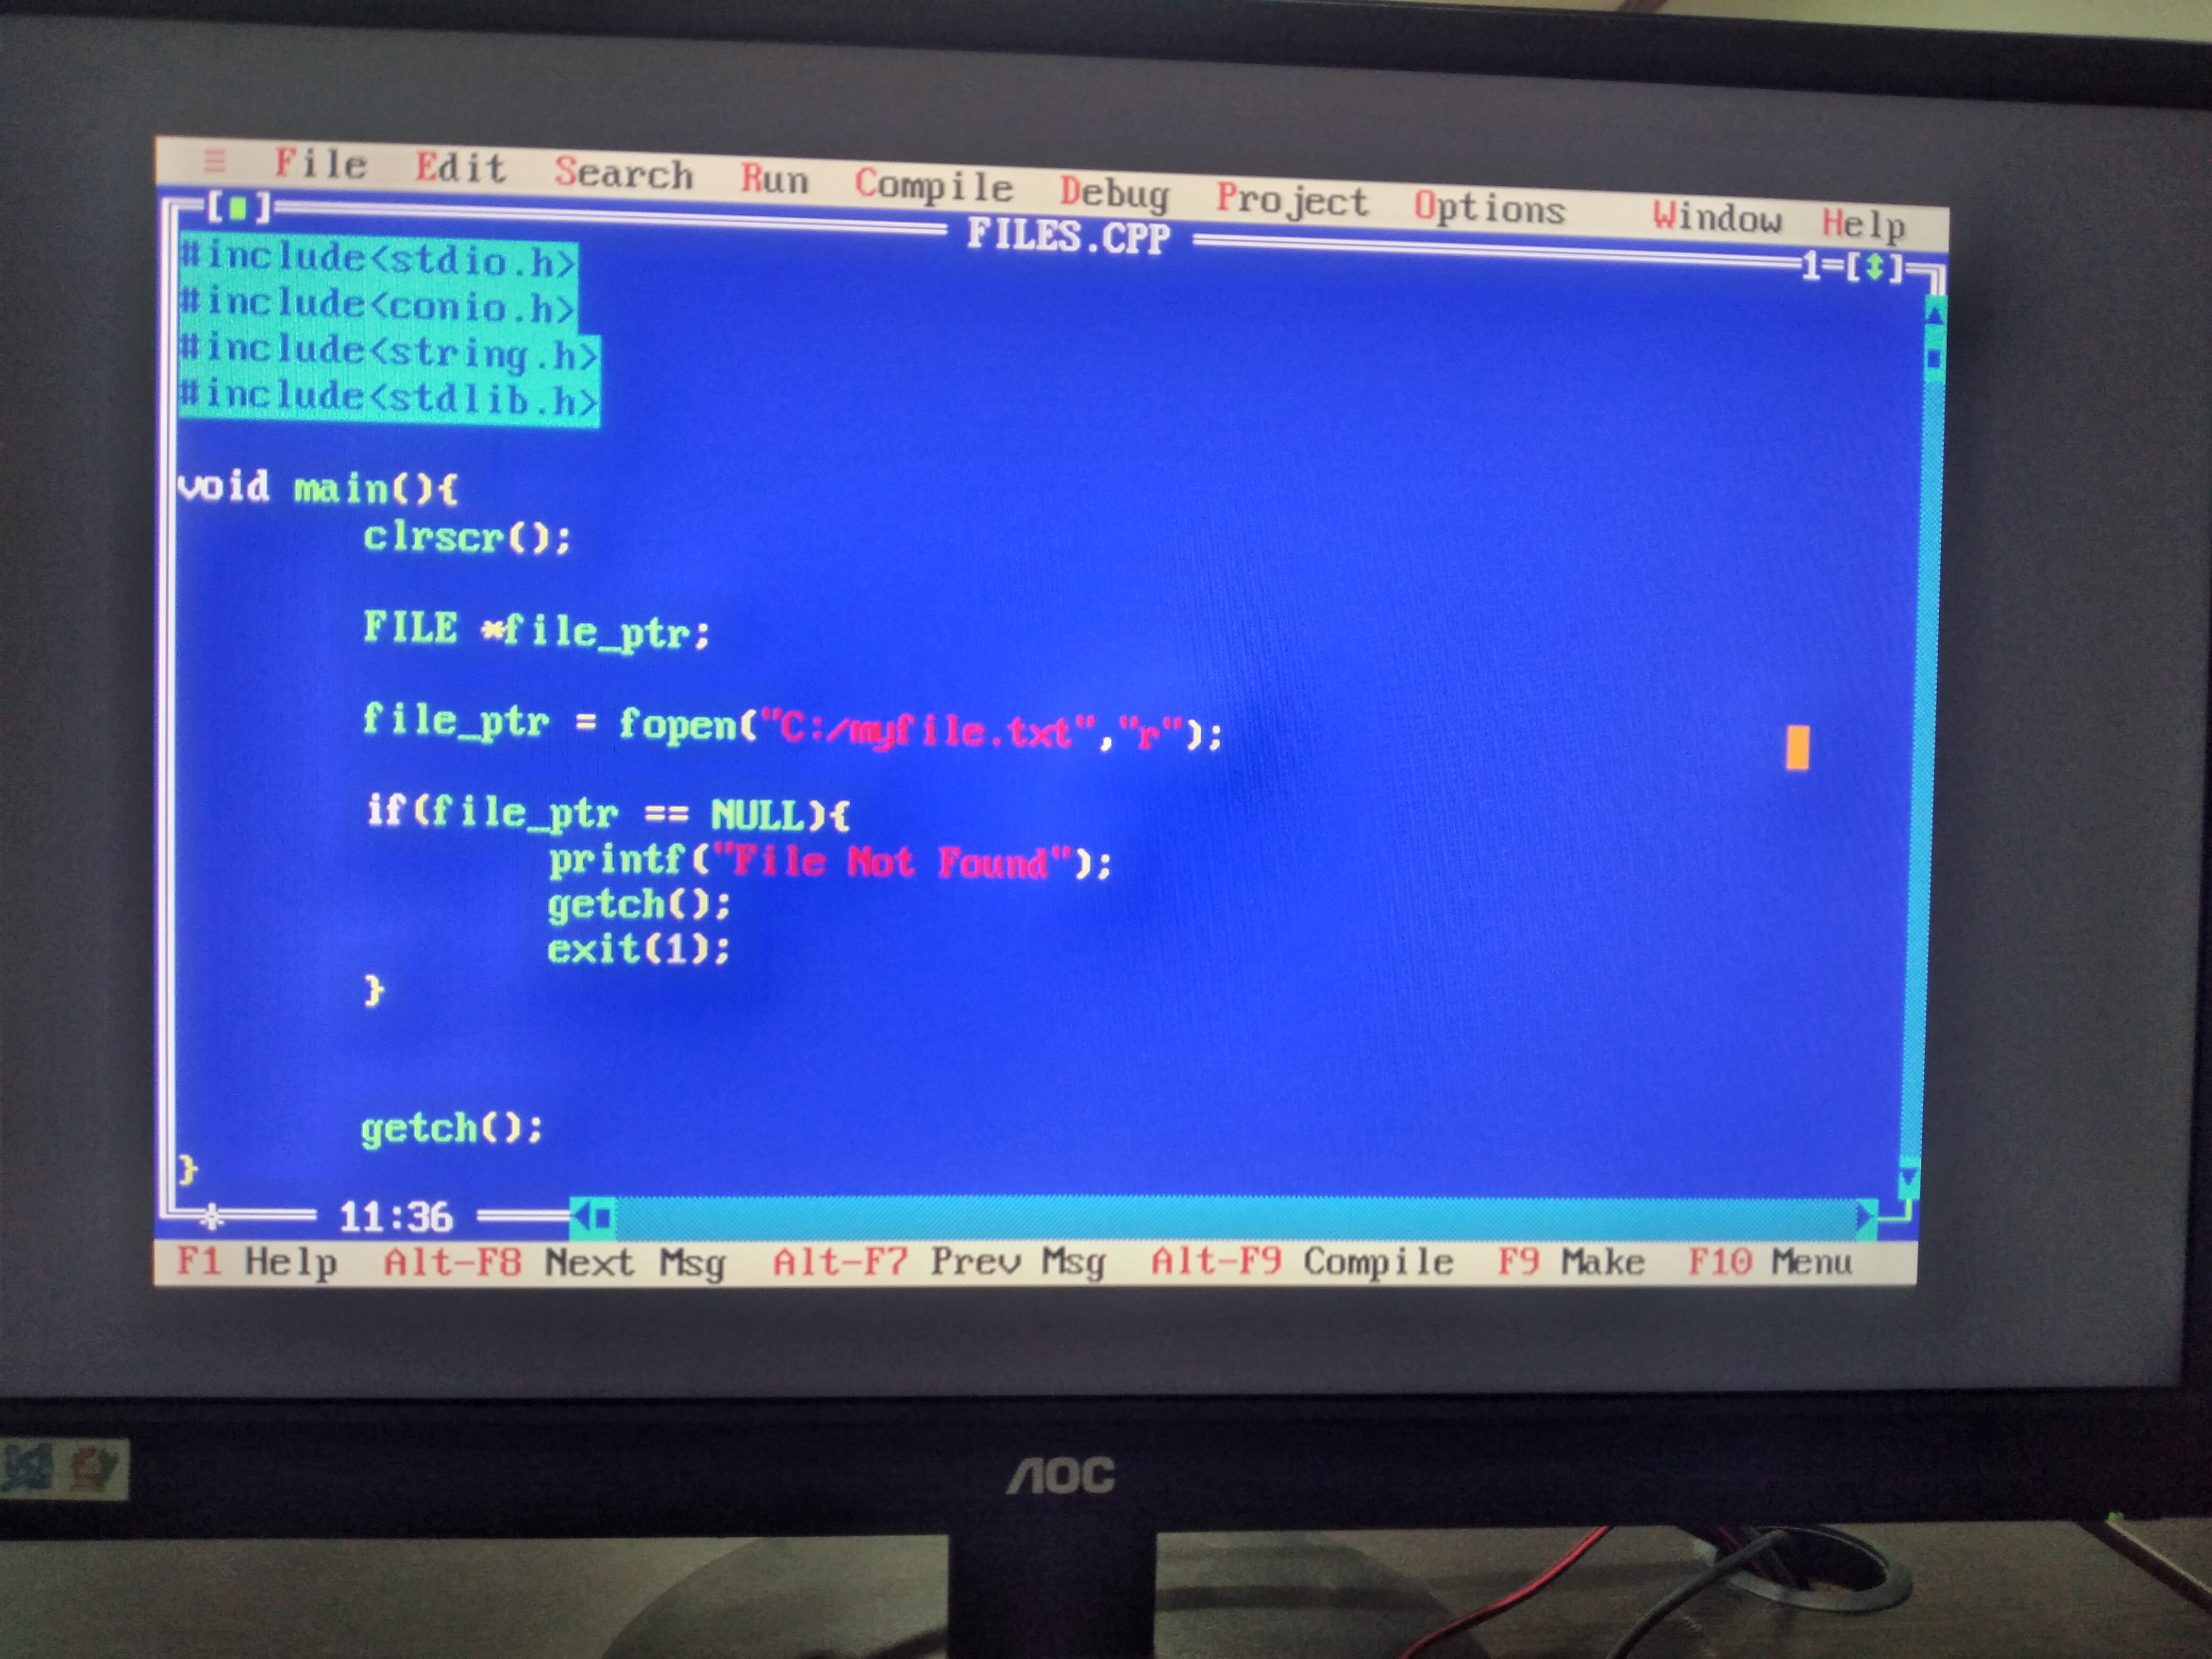 ≡ File Edit Search Run Compile Debug Project Options Window Help
[■] FILES.CPP 1=[↕]
#include<stdio.h>
#include<conio.h>
#include<string.h>
#include<stdlib.h>
void main(){
clrscr();
FILE *file_ptr;
file_ptr = fopen("C:/myfile.txt","r");
if(file_ptr == NULL){
printf("File Not Found");
getch();
exit(1);
}
getch();
}
11:36
F1 Help Alt-F8 Next Msg Alt-F7 Prev Msg Alt-F9 Compile F9 Make F10 Menu
AOC